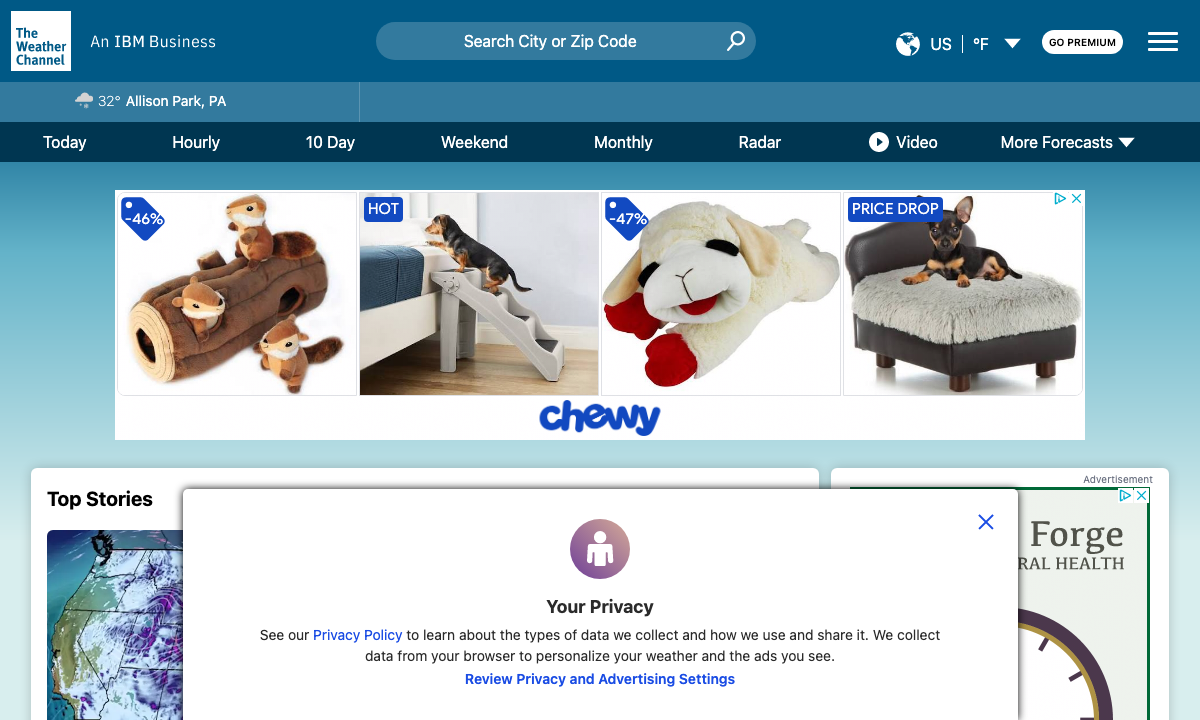 The
Weather
Channel
An IBM Business
Search City or Zip Code
US | °F
GO PREMIUM
32° Allison Park, PA
Today
Hourly
10 Day
Weekend
Monthly
Radar
Video
More Forecasts
-46%
HOT
-47%
PRICE DROP
chewy
Top Stories
Advertisement
Forge
RAL HEALTH
Your Privacy
See our Privacy Policy to learn about the types of data we collect and how we use and share it. We collect
data from your browser to personalize your weather and the ads you see.
Review Privacy and Advertising Settings